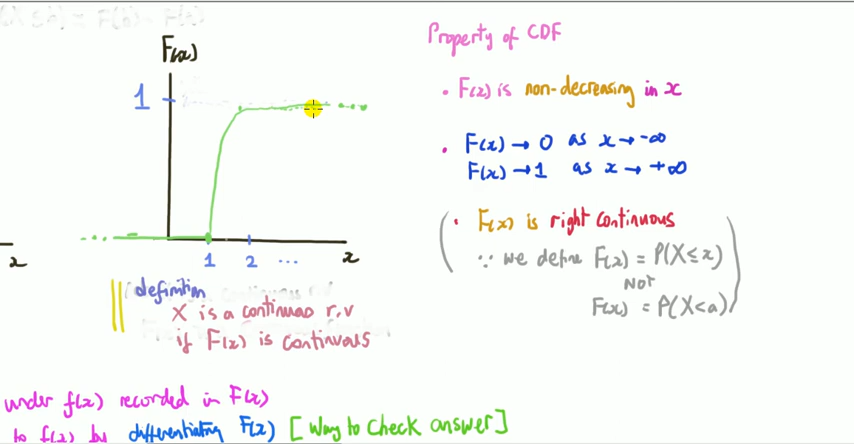 F(x)
1
1 2 ... x
x
definition
X is a continuous r.v
if F(x) is continuous
under f(x) recorded in F(x)
to f(x) by differentiating F(x) [Way to check answer]
Property of CDF
• F(x) is non-decreasing in x
• F(x) → 0 as x → -∞
F(x) → 1 as x → +∞
( • F(x) is right continuous
∵ we define F(x) = P(X ≤ x)
NOT
F(x) = P(X < a) )